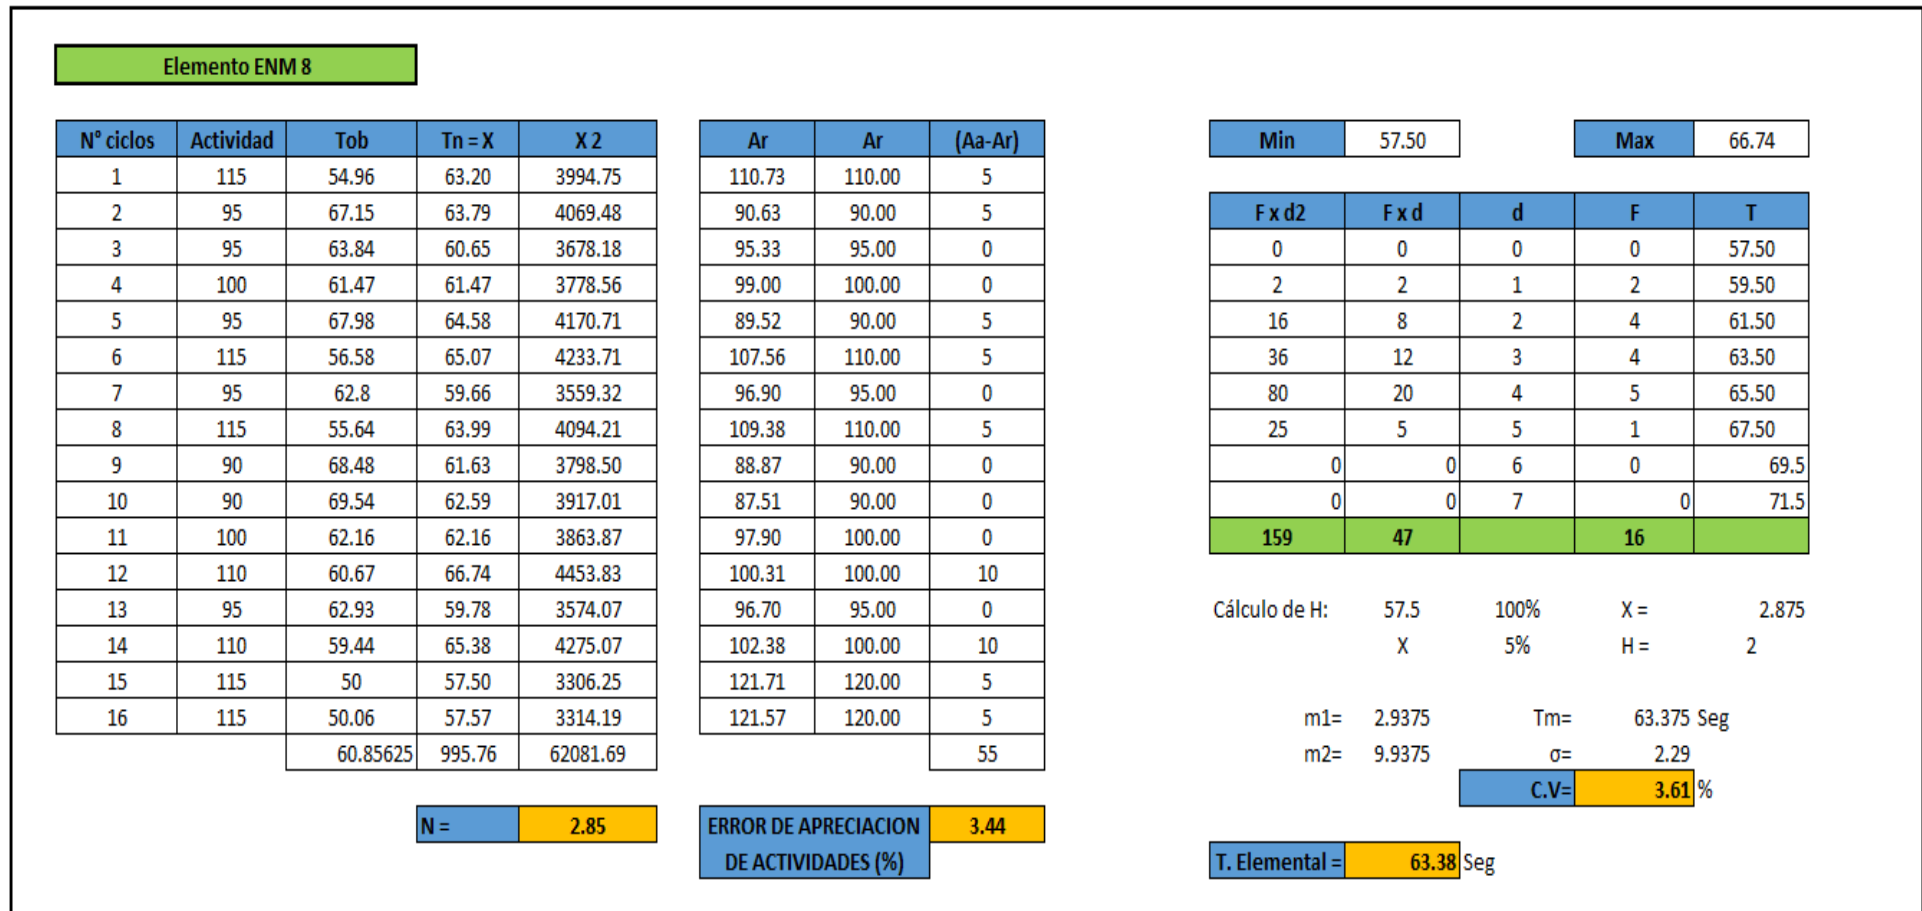 Elemento ENM 8
N° ciclos Actividad Tob Tn = X X 2
1 115 54.96 63.20 3994.75
2 95 67.15 63.79 4069.48
3 95 63.84 60.65 3678.18
4 100 61.47 61.47 3778.56
5 95 67.98 64.58 4170.71
6 115 56.58 65.07 4233.71
7 95 62.8 59.66 3559.32
8 115 55.64 63.99 4094.21
9 90 68.48 61.63 3798.50
10 90 69.54 62.59 3917.01
11 100 62.16 62.16 3863.87
12 110 60.67 66.74 4453.83
13 95 62.93 59.78 3574.07
14 110 59.44 65.38 4275.07
15 115 50 57.50 3306.25
16 115 50.06 57.57 3314.19
60.85625 995.76 62081.69
N = 2.85
Ar Ar (Aa-Ar)
110.73 110.00 5
90.63 90.00 5
95.33 95.00 0
99.00 100.00 0
89.52 90.00 5
107.56 110.00 5
96.90 95.00 0
109.38 110.00 5
88.87 90.00 0
87.51 90.00 0
97.90 100.00 0
100.31 100.00 10
96.70 95.00 0
102.38 100.00 10
121.71 120.00 5
121.57 120.00 5
55
ERROR DE APRECIACION 3.44
DE ACTIVIDADES (%)
Min 57.50 Max 66.74
F x d2 F x d d F T
0 0 0 0 57.50
2 2 1 2 59.50
16 8 2 4 61.50
36 12 3 4 63.50
80 20 4 5 65.50
25 5 5 1 67.50
0 0 6 0 69.5
0 0 7 0 71.5
159 47 16
Cálculo de H: 57.5 100% X = 2.875
X 5% H = 2
m1= 2.9375 Tm= 63.375 Seg
m2= 9.9375 σ= 2.29
C.V= 3.61 %
T. Elemental = 63.38 Seg